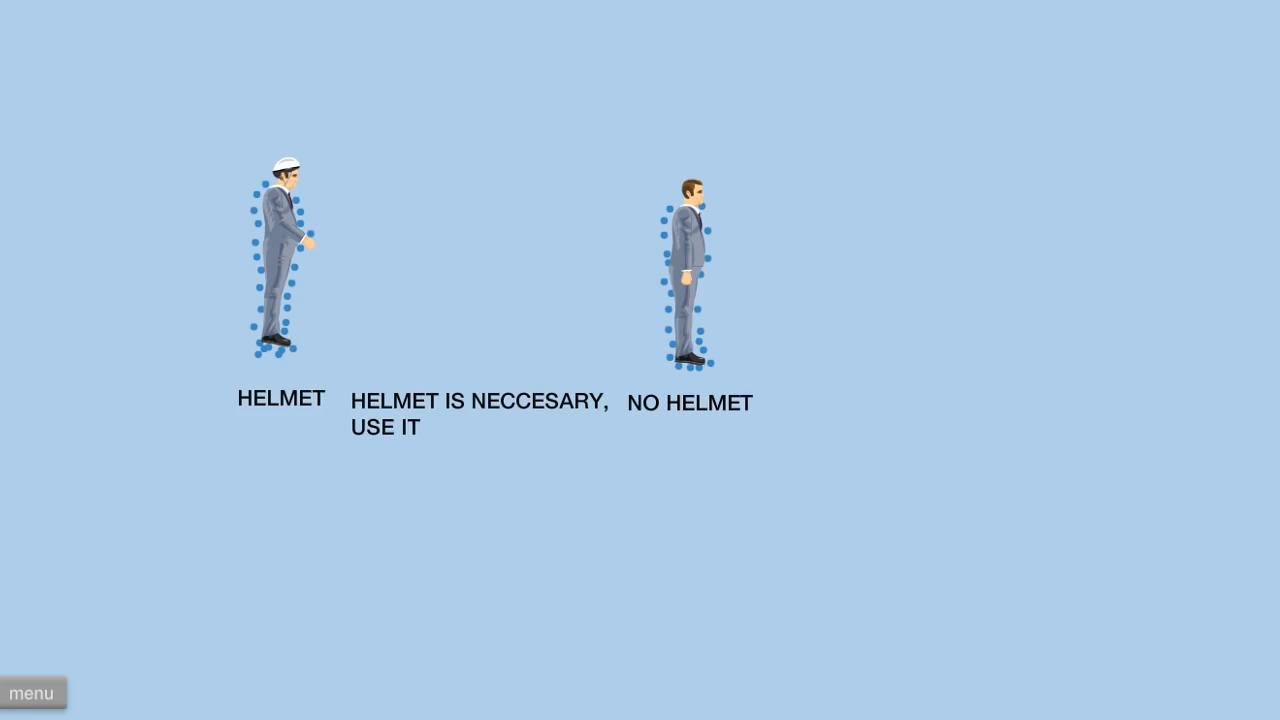 HELMET
HELMET IS NECCESARY,
USE IT
NO HELMET
menu